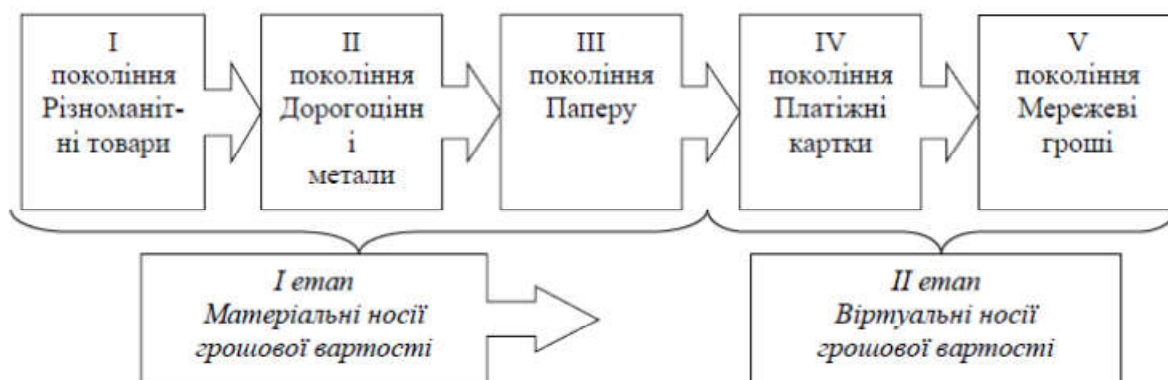 I
покоління
Різноманіт-
ні товари
II
покоління
Дорогоцінн
і
метали
III
покоління
Паперу
IV
покоління
Платіжні
картки
V
покоління
Мережеві
гроші
I етап
Матеріальні носії
грошової вартості
II етап
Віртуальні носії
грошової вартості